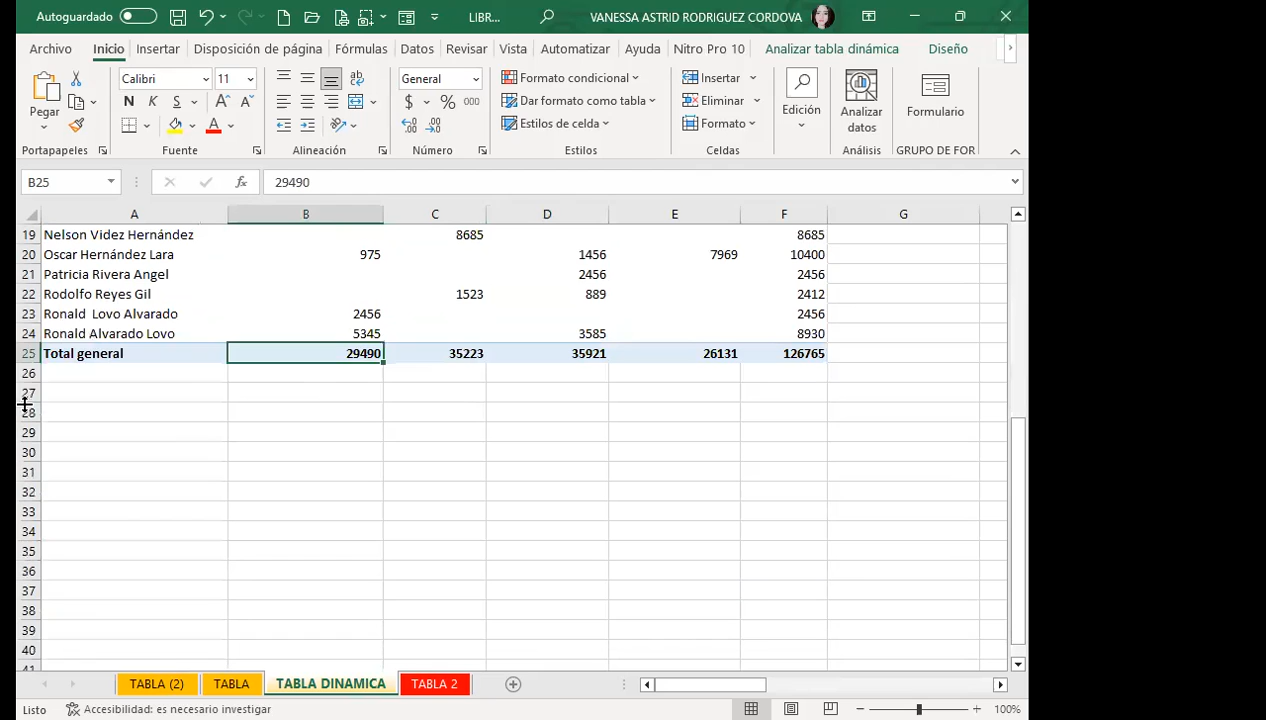 Autoguardado LIBR... VANESSA ASTRID RODRIGUEZ CORDOVA
Archivo Inicio Insertar Disposición de página Fórmulas Datos Revisar Vista Automatizar Ayuda Nitro Pro 10 Analizar tabla dinámica Diseño
Pegar
Portapapeles
Calibri 11
N K S A A
A
Fuente
ab
Alineación
General
$ % 000
Número
Formato condicional
Dar formato como tabla
Estilos de celda
Estilos
Insertar
Eliminar
Formato
Celdas
Edición
Analizar
datos
Análisis
Formulario
GRUPO DE FOR
B25 fx 29490
A B C D E F G
19 Nelson Videz Hernández 8685 8685
20 Oscar Hernández Lara 975 1456 7969 10400
21 Patricia Rivera Angel 2456 2456
22 Rodolfo Reyes Gil 1523 889 2412
23 Ronald  Lovo Alvarado 2456 2456
24 Ronald Alvarado Lovo 5345 3585 8930
25 Total general 29490 35223 35921 26131 126765
26
27
28
29
30
31
32
33
34
35
36
37
38
39
40
41
TABLA (2) TABLA TABLA DINAMICA TABLA 2
Listo Accesibilidad: es necesario investigar 100%